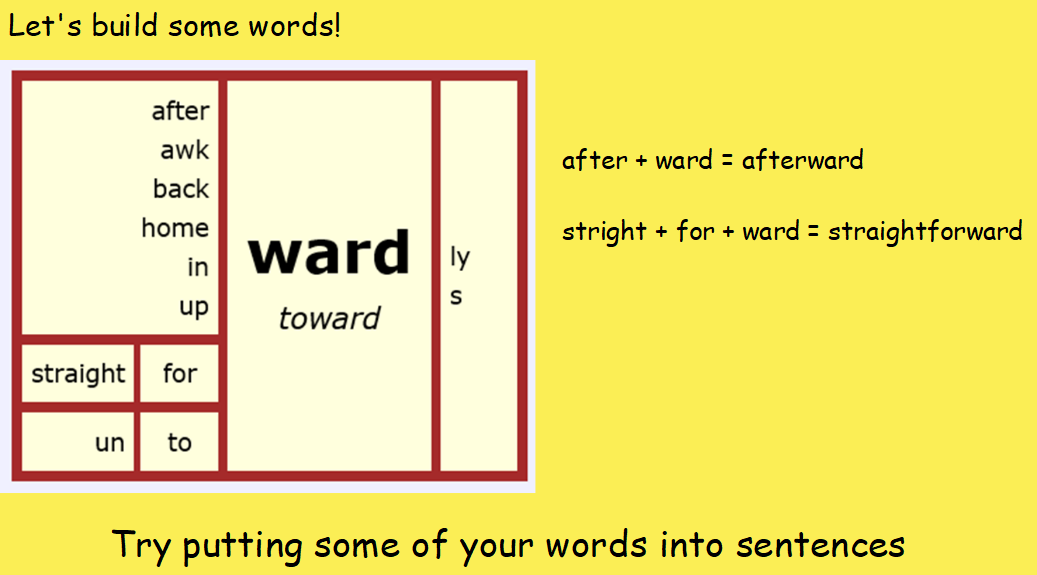 Let's build some words!
after
awk
back
home
in
up
straight for
un to
ward
toward
ly
s
after + ward = afterward
stright + for + ward = straightforward
Try putting some of your words into sentences